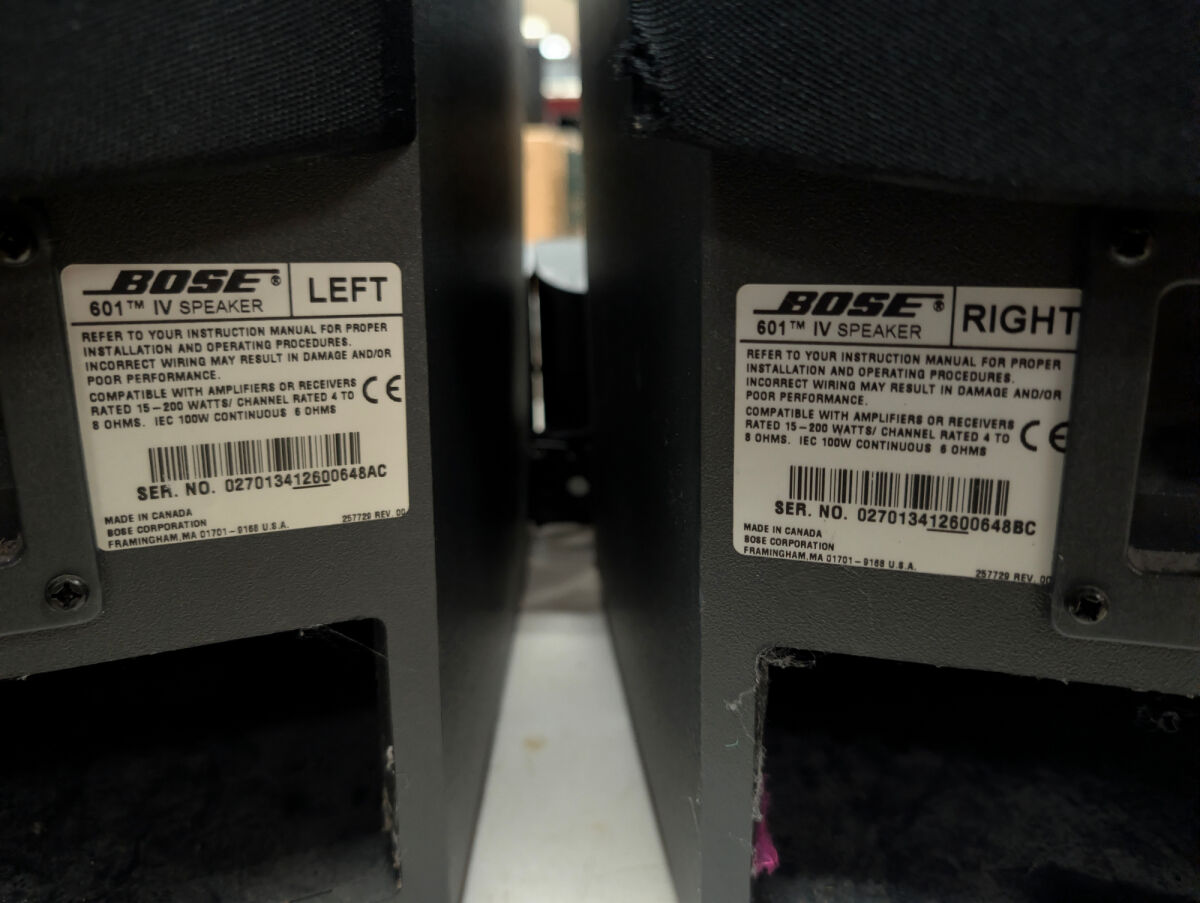 BOSE®
601™ IV SPEAKER
LEFT
REFER TO YOUR INSTRUCTION MANUAL FOR PROPER
INSTALLATION AND OPERATING PROCEDURES.
INCORRECT WIRING MAY RESULT IN DAMAGE AND/OR
POOR PERFORMANCE.
COMPATIBLE WITH AMPLIFIERS OR RECEIVERS
RATED 15–200 WATTS/ CHANNEL RATED 4 TO
8 OHMS. IEC 100W CONTINUOUS 6 OHMS
CE
SER. NO. 027013412600648AC
MADE IN CANADA
BOSE CORPORATION
FRAMINGHAM,MA 01701–9168 U.S.A.
257729 REV. 00
BOSE®
601™ IV SPEAKER
RIGHT
REFER TO YOUR INSTRUCTION MANUAL FOR PROPER
INSTALLATION AND OPERATING PROCEDURES.
INCORRECT WIRING MAY RESULT IN DAMAGE AND/OR
POOR PERFORMANCE.
COMPATIBLE WITH AMPLIFIERS OR RECEIVERS
RATED 15–200 WATTS/ CHANNEL RATED 4 TO
8 OHMS. IEC 100W CONTINUOUS 6 OHMS
CE
SER. NO. 027013412600648BC
MADE IN CANADA
BOSE CORPORATION
FRAMINGHAM,MA 01701–9168 U.S.A.
257729 REV. 00